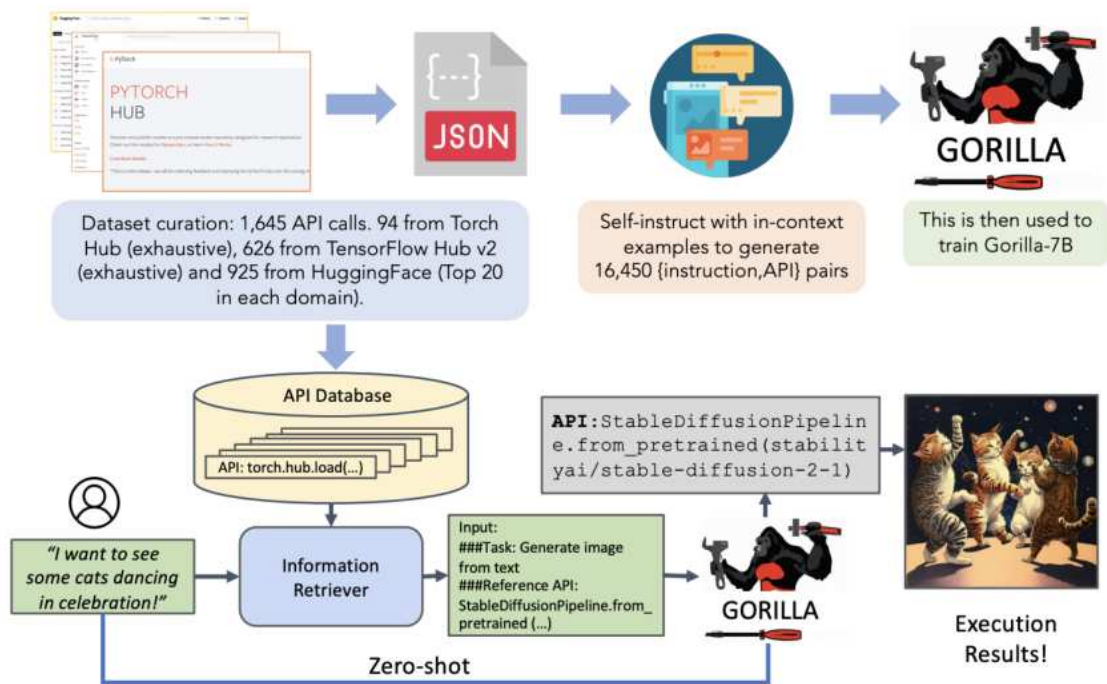 PyTorch
PYTORCH
HUB
{---}
JSON
GORILLA
Dataset curation: 1,645 API calls. 94 from Torch
Hub (exhaustive), 626 from TensorFlow Hub v2
(exhaustive) and 925 from HuggingFace (Top 20
in each domain).
Self-instruct with in-context
examples to generate
16,450 {instruction,API} pairs
This is then used to
train Gorilla-7B
API Database
API: torch.hub.load(...)
API:StableDiffusionPipelin
e.from_pretrained(stabilit
yai/stable-diffusion-2-1)
"I want to see
some cats dancing
in celebration!"
Information
Retriever
Input:
###Task: Generate image
from text
###Reference API:
StableDiffusionPipeline.from_
pretrained (...)
GORILLA
Execution
Results!
Zero-shot